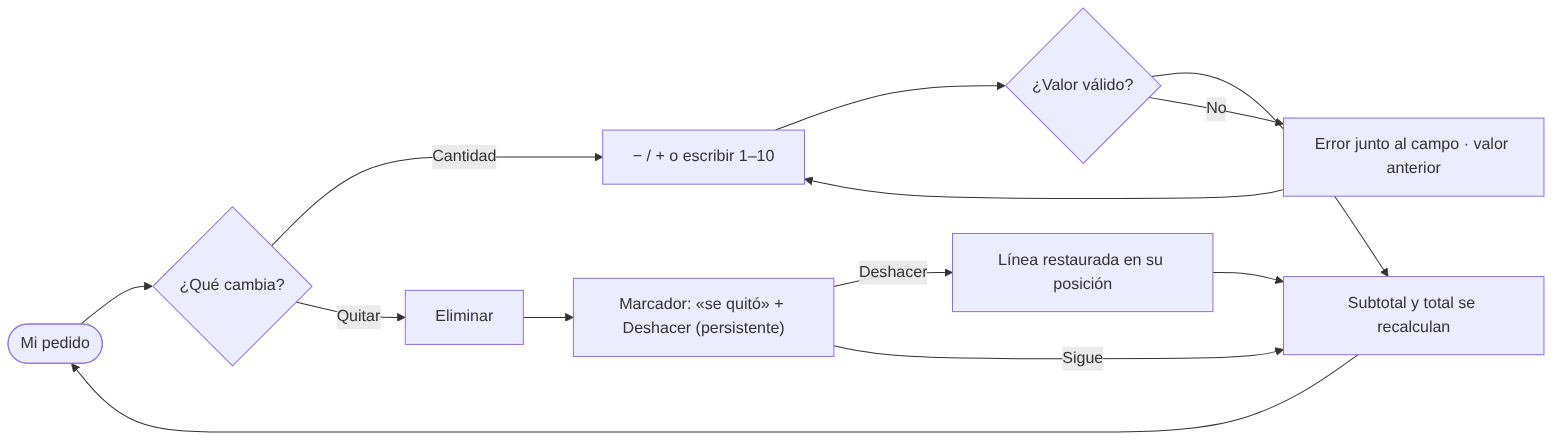 Mi pedido
¿Qué cambia?
Cantidad
Quitar
− / + o escribir 1–10
Eliminar
Marcador: «se quitó» +
Deshacer (persistente)
¿Valor válido?
No
Error junto al campo · valor
anterior
Deshacer
Línea restaurada en su
posición
Sigue
Subtotal y total se
recalculan